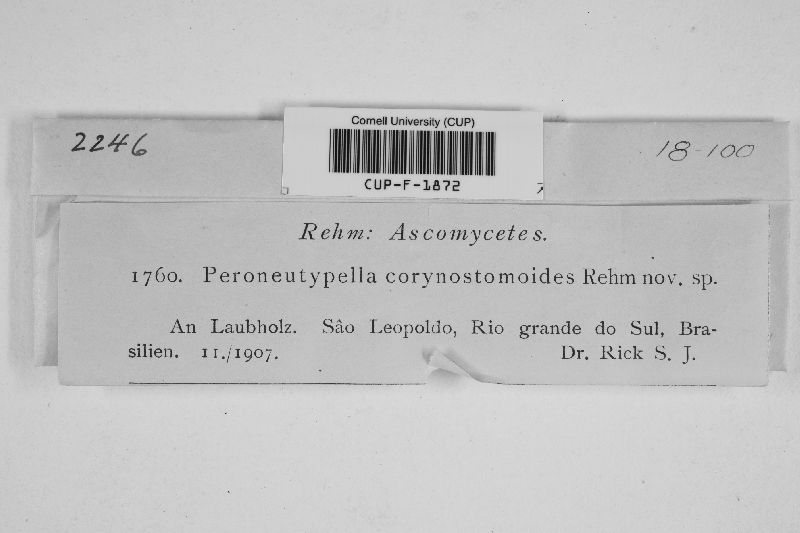 2246
Cornell University (CUP)
18-100
CUP-F-1872
Rehm: Ascomycetes.
1760. Peroneutypella corynostomoides Rehm nov. sp.
An Laubholz. Sâo Leopoldo, Rio grande do Sul, Bra-
silien. 11./1907. Dr. Rick S. J.